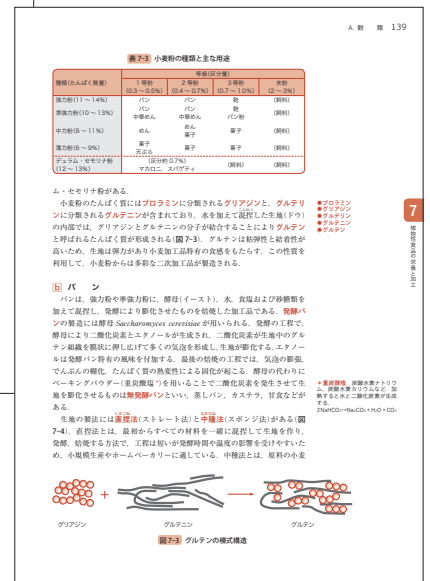 A. 穀　類　139
表 7-3　小麦粉の種類と主な用途
種類(たんぱく質量)
等級(灰分量)
1 等粉
(0.3 〜 0.5%)
2 等粉
(0.4〜 0.7%)
3 等粉
(0.7 〜 1.0%)
末粉
(2 〜 3%)
強力粉(11 〜 14%)　パン　パン　麩　(飼料)
準強力粉(10 〜 13%)　パン　中華めん　パン　中華めん　麩　パン粉　(飼料)
中力粉(8 〜 11%)　めん　めん　菓子　菓子　(飼料)
薄力粉(6 〜 9%)　菓子　天ぷら　菓子　菓子　(飼料)
デュラム・セモリナ粉
(12 〜 13%)
(灰分約 0.7%)
マカロニ，スパゲティ
(飼料)　(飼料)
ム・セモリナ粉がある．
小麦粉のたんぱく質にはプロラミンに分類されるグリアジンと，グルテリ
ンに分類されるグルテニンが含まれており，水を加えて混捏した生地(ドウ)
の内部では，グリアジンとグルテニンの分子が結合することによりグルテン
と呼ばれるたんぱく質が形成される(図 7-3)．グルテンは粘弾性と結着性が
高いため，生地は弾力があり小麦加工品特有の食感をもたらす．この性質を
利用して，小麦粉からは多彩な二次加工品が製造される．
●プロラミン
●グリアジン
●グルテリン
●グルテニン
●グルテン
7
植物性食品の栄養と加工
b　パ　ン
パンは，強力粉や準強力粉に，酵母(イースト)，水，食塩および砂糖類を
加えて混捏し，発酵により膨化させたものを焙焼した加工品である．発酵パ
ンの製造には酵母 Saccharomyces cerevisiae が用いられる．発酵の工程で，
酵母により二酸化炭素とエタノールが生成され，二酸化炭素が生地中のグル
テン組織を膜状に押し広げて多くの気泡を形成し，生地が膨化する．エタノー
ルは発酵パン特有の風味を付加する．最後の焙焼の工程では，気泡の膨張，
でんぷんの糊化，たんぱく質の熱変性による固化が起こる．酵母の代わりに
ベーキングパウダー(重炭酸塩*)を用いることで二酸化炭素を発生させて生
地を膨化させるものは無発酵パンといい，蒸しパン，カステラ，甘食などが
ある．
＊重炭酸塩　炭酸水素ナトリウ
ム，炭酸水素カリウムなど．加
熱すると水と二酸化炭素が生成
する．
2NaHCO₃→Na₂CO₃＋H₂O＋CO₂
生地の製法には直捏法(ストレート法)と中種法(スポンジ法)がある(図
7-4)．直捏法とは，最初からすべての材料を一緒に混捏して生地を作り，
発酵，焙焼する方法で，工程は短いが発酵時間や温度の影響を受けやすいた
め，小規模生産やホームベーカリーに適している．中種法とは，原料の小麦
+
グリアジン　グルテニン　グルテン
図 7-3　グルテンの模式構造